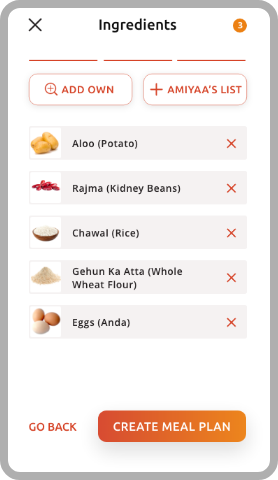 Ingredients
3
ADD OWN
AMIYAA'S LIST
Aloo (Potato)
Rajma (Kidney Beans)
Chawal (Rice)
Gehun Ka Atta (Whole
Wheat Flour)
Eggs (Anda)
GO BACK
CREATE MEAL PLAN